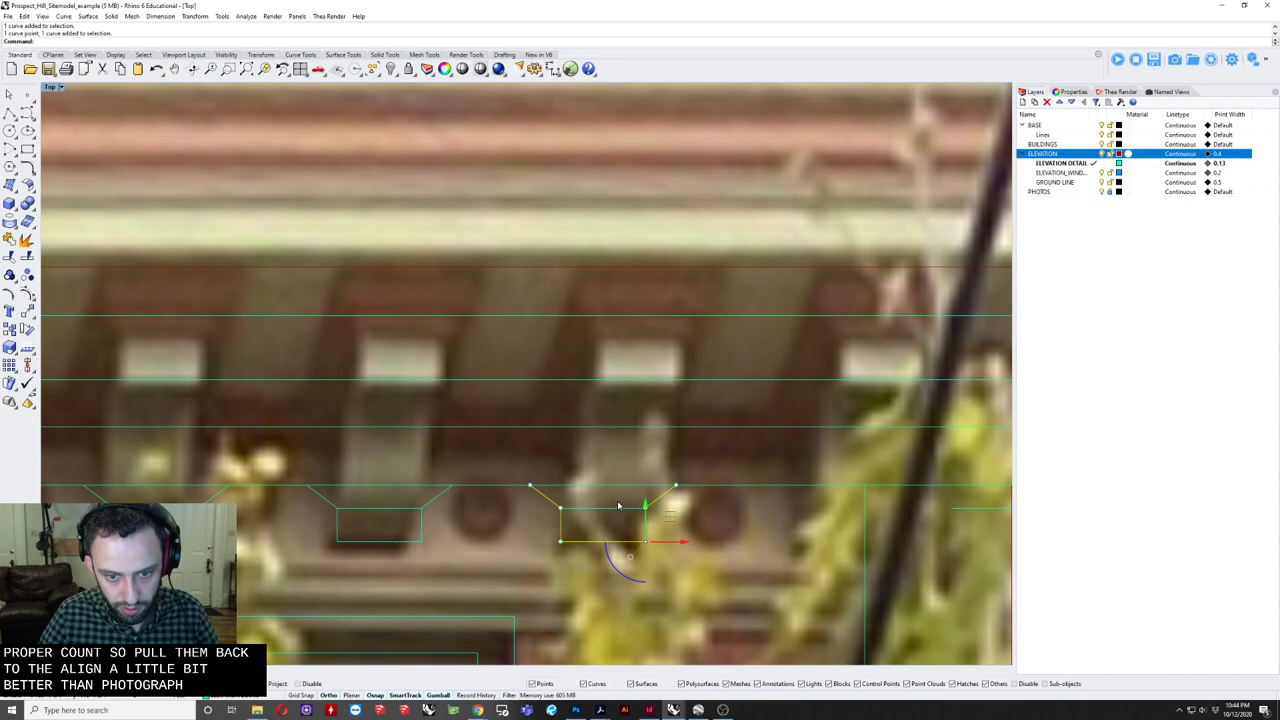 Prospect_Hill_Sitemodel_example (5 MB) - Rhino 6 Educational - [Top]
File Edit View Curve Surface Solid Mesh Dimension Transform Tools Analyze Render Panels Thea Render Help
1 curve added to selection.
1 curve point, 1 curve added to selection.
Command:
Standard CPlanes Set View Display Select Viewport Layout Visibility Transform Curve Tools Surface Tools Solid Tools Mesh Tools Render Tools Drafting New in V6
Top
Layers Properties Thea Render Named Views
Name Material Linetype Print Width
BASE Continuous Default
Lines Continuous Default
BUILDINGS Continuous Default
ELEVATION Continuous 0.4
ELEVATION DETAIL Continuous 0.13
ELEVATION_WIND... Continuous 0.2
GROUND LINE Continuous 0.5
PHOTOS Continuous Default
PROPER COUNT SO PULL THEM BACK
TO THE ALIGN A LITTLE BIT
BETTER THAN PHOTOGRAPH
Project Disable Points Curves Surfaces Polysurfaces Meshes Annotations Lights Blocks Control Points Point Clouds Hatches Others Disable Sub-objects
Grid Snap Ortho Planar Osnap SmartTrack Gumball Record History Filter Memory use: 605 MB
Type here to search
10:44 PM
10/12/2020